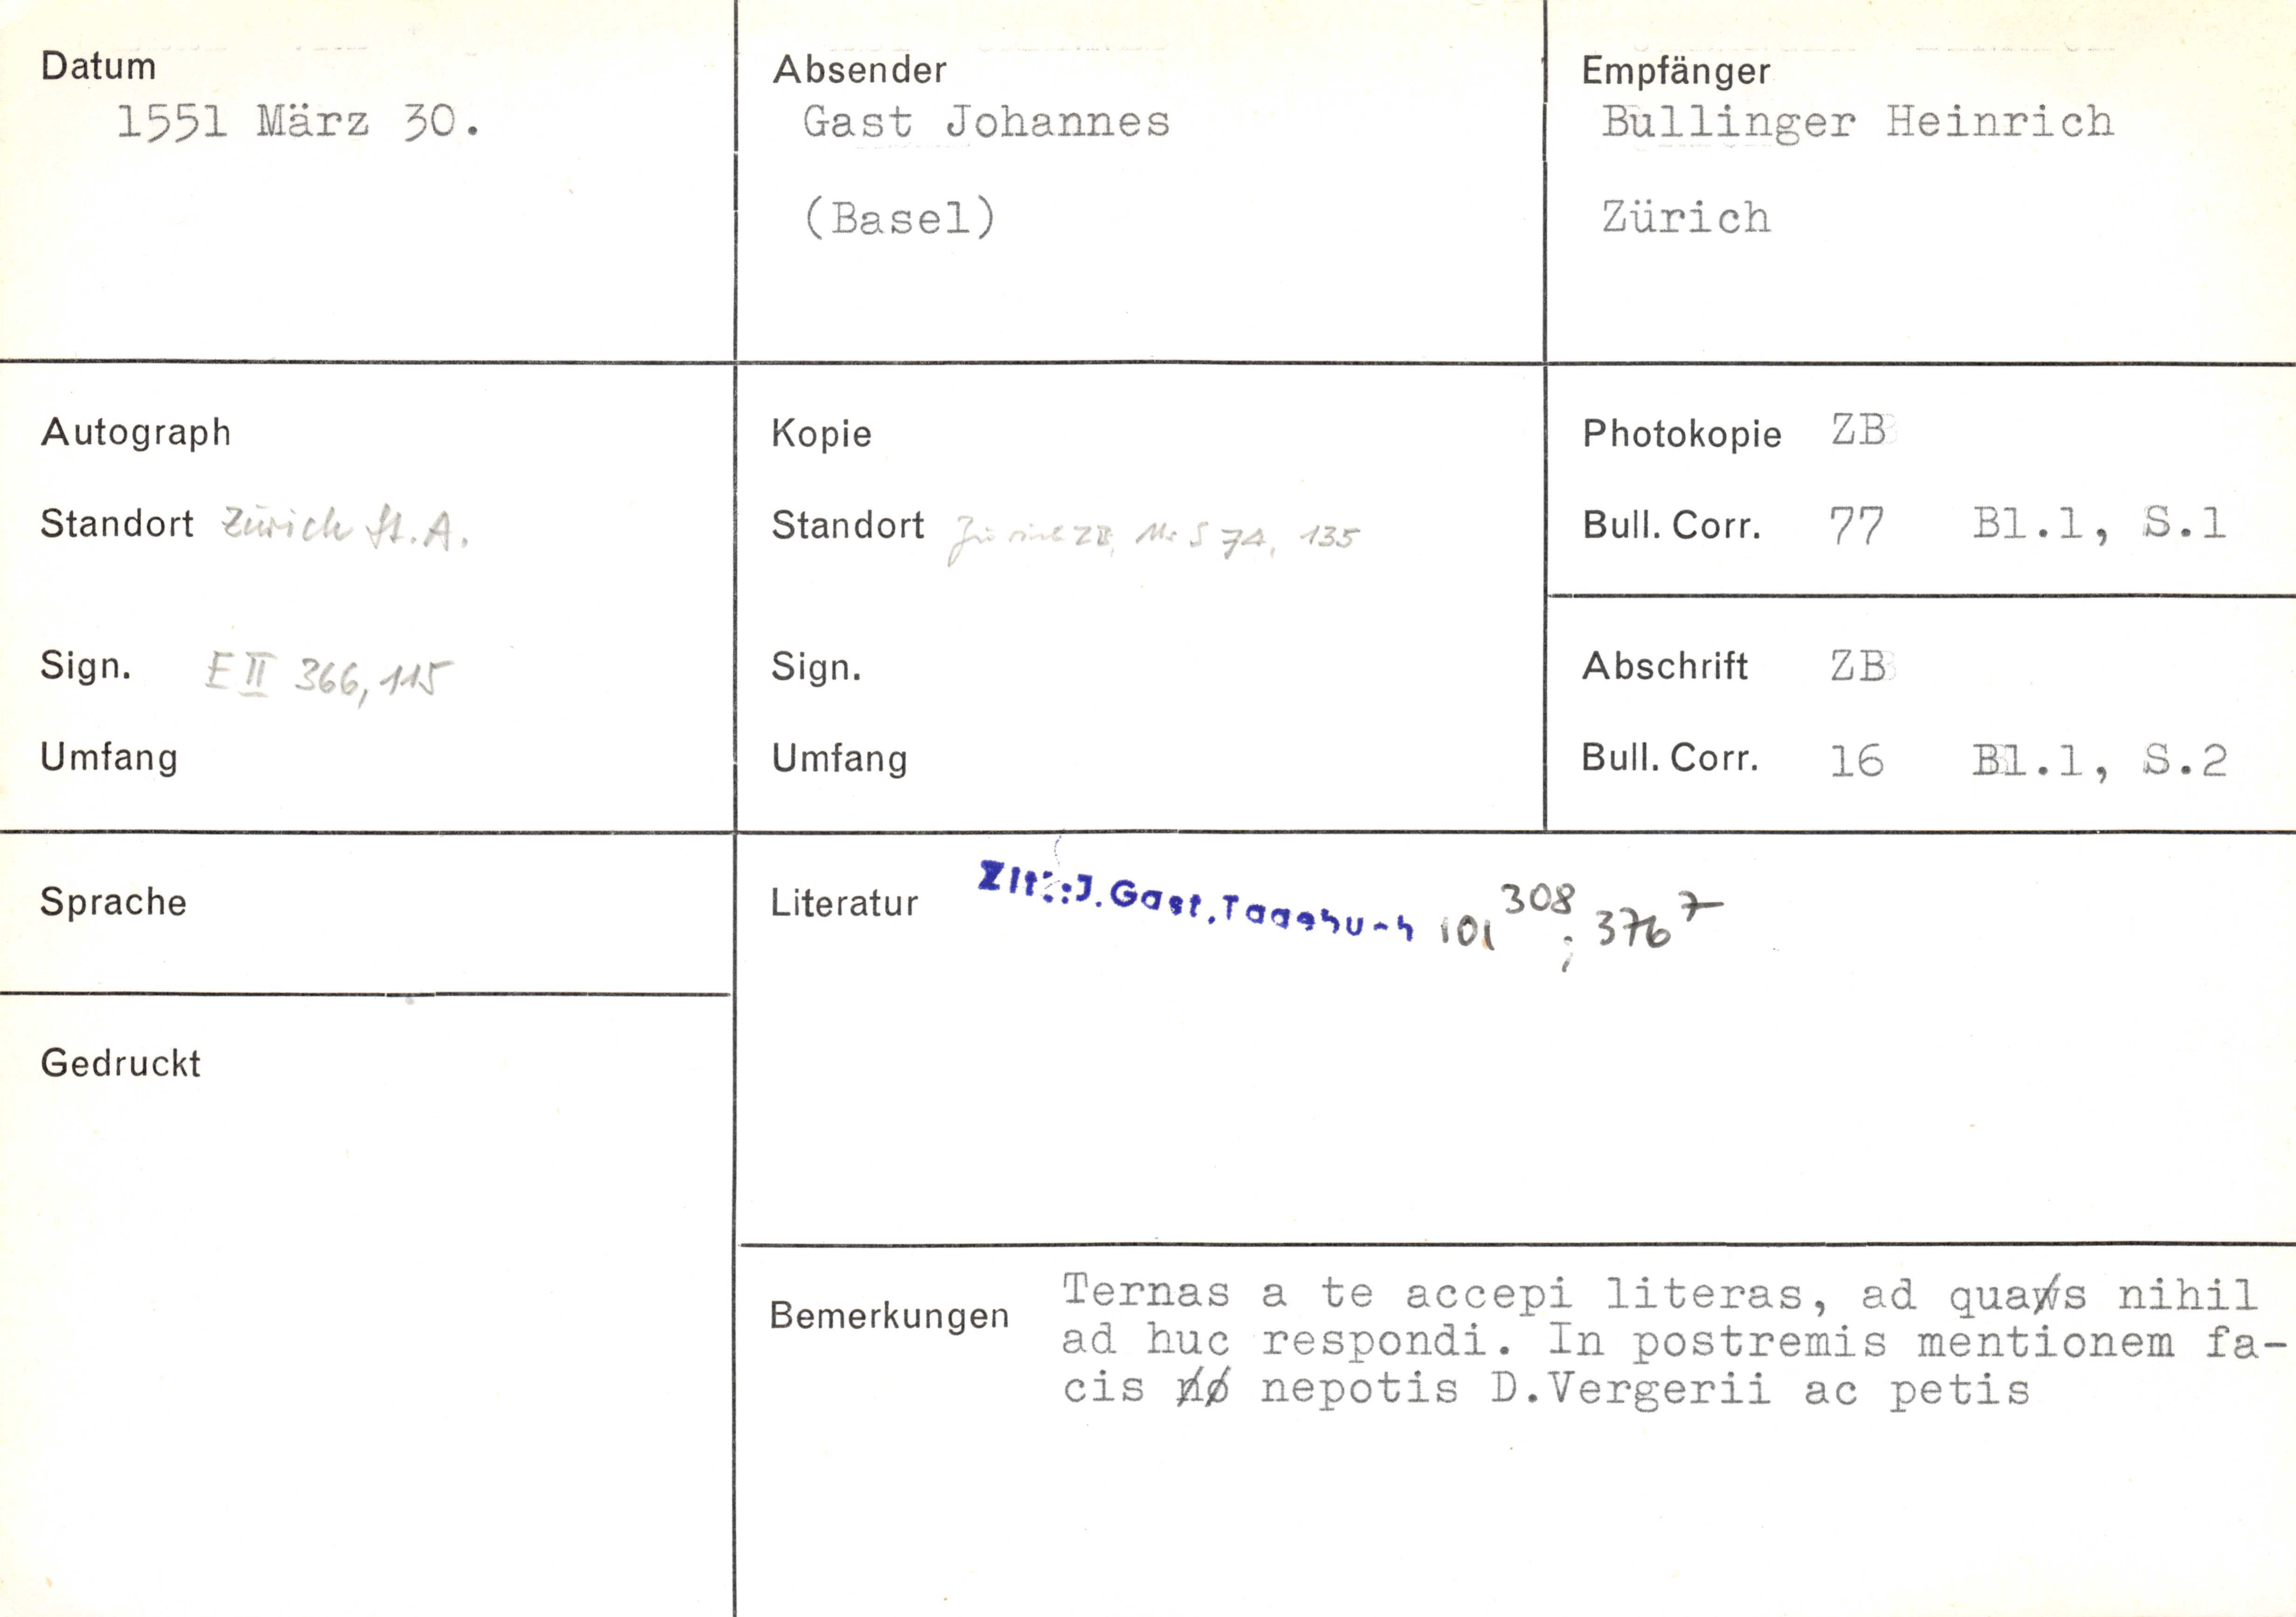 Datum
1551 März 30.
Absender
Gast Johannes
(Basel)
Empfänger
Bullinger Heinrich
Zürich
Autograph
Standort Zürich St.A.
Sign. E II 366, 115
Umfang
Kopie
Standort Zürich ZB, Ms S 74, 135
Sign.
Umfang
Photokopie ZB
Bull. Corr. 77 Bl.1, S.1
Abschrift ZB
Bull. Corr. 16 Bl.1, S.2
Sprache
Gedruckt
Literatur Zit.: J. Gast, Tagebuch 101 308 ; 376 7
Bemerkungen
Ternas a te accepi literas, ad quas nihil
ad huc respondi. In postremis mentionem fa-
cis nepotis D.Vergerii ac petis